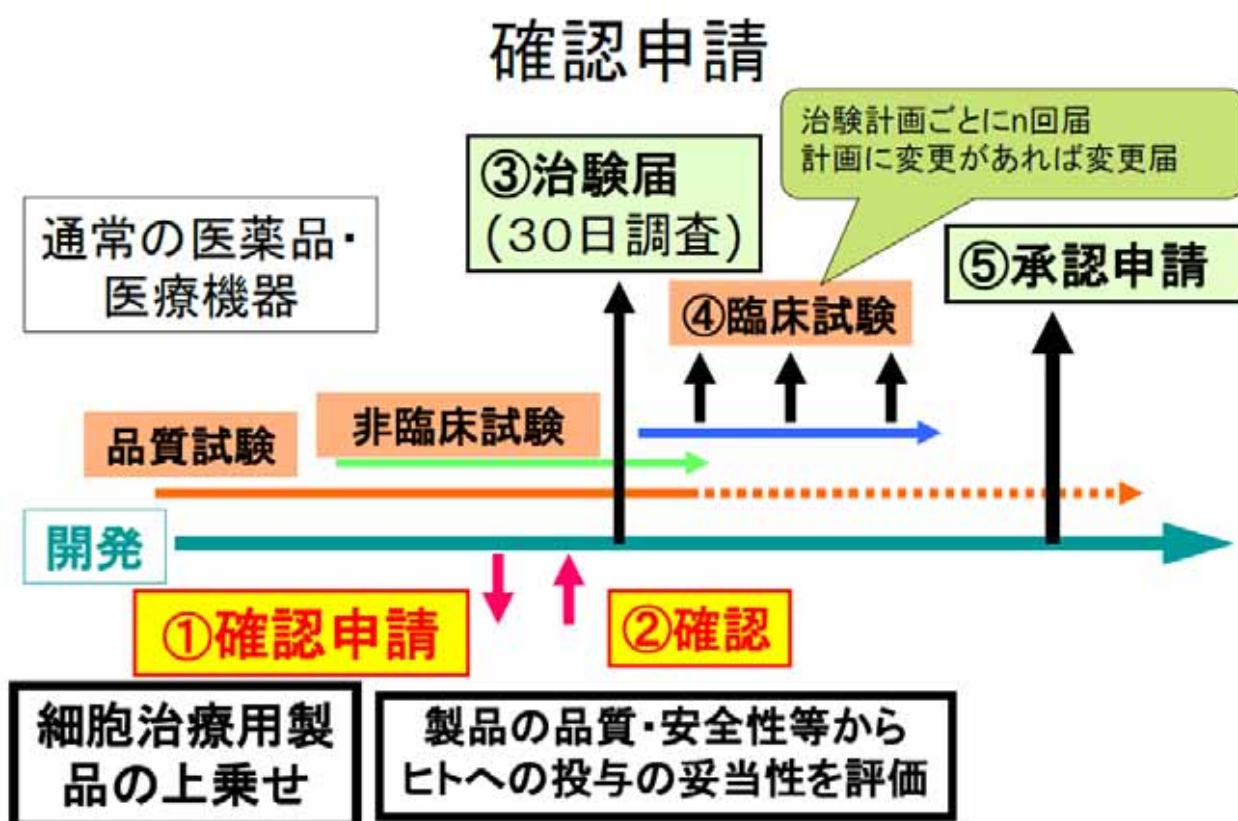 確認申請
治験計画ごとにn回届
計画に変更があれば変更届
③治験届
(30日調査)
通常の医薬品・
医療機器
⑤承認申請
④臨床試験
非臨床試験
品質試験
開発
①確認申請
②確認
細胞治療用製
品の上乗せ
製品の品質・安全性等から
ヒトへの投与の妥当性を評価